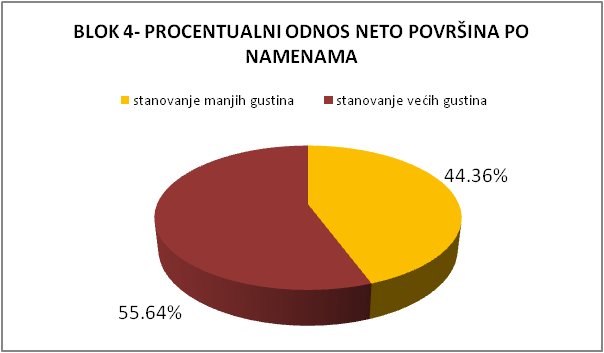 BLOK 4- PROCENTUALNI ODNOS NETO POVRŠINA PO
NAMENAMA
stanovanje manjih gustina
stanovanje većih gustina
44.36%
55.64%